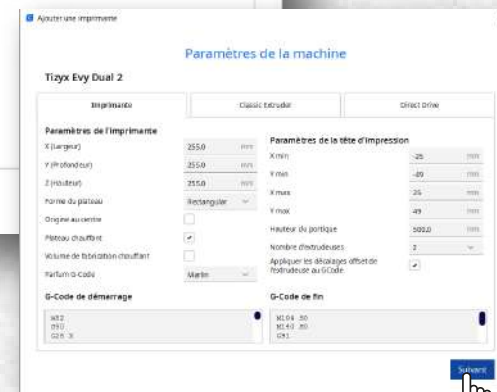 Ajouter une imprimante
Paramètres de la machine
Tizyx Evy Dual 2
Imprimante
Classic Extruder
Direct Drive
Paramètres de l'imprimante
X (Largeur) 255.0 mm
Y (Profondeur) 255.0 mm
Z (Hauteur) 255.0 mm
Forme du plateau Rectangular
Origine au centre
Plateau chauffant
Volume de fabrication chauffant
Parfum G-Code Marlin
Paramètres de la tête d'impression
X min -25 mm
Y min -49 mm
X max 25 mm
Y max 49 mm
Hauteur du portique 500,0 mm
Nombre d'extrudeuses 2
Appliquer les décalages offset de
l'extrudeuse au GCode
G-Code de démarrage
M82
G90
G28 X
G-Code de fin
M104 S0
M140 S0
G91
Suivant